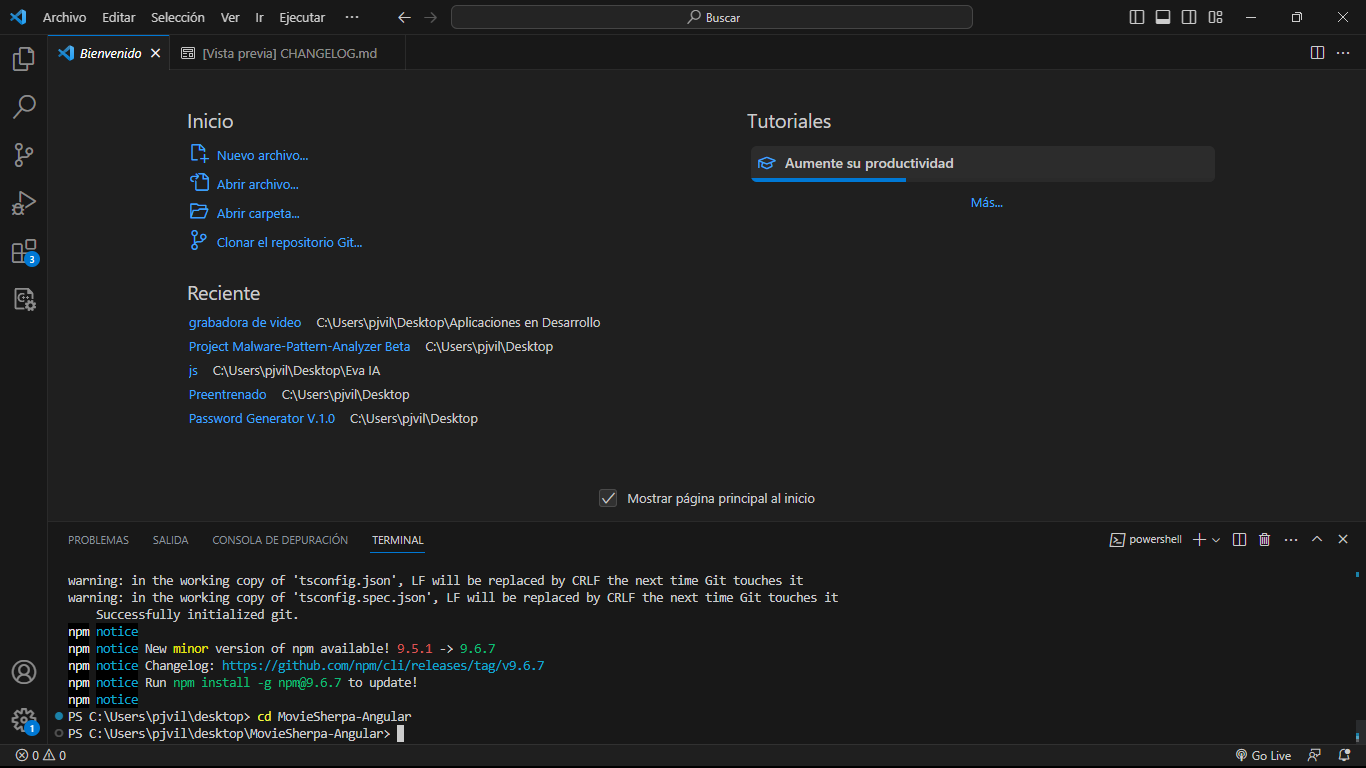 Archivo Editar Selección Ver Ir Ejecutar ··· Buscar
Bienvenido [Vista previa] CHANGELOG.md
Inicio
Nuevo archivo...
Abrir archivo...
Abrir carpeta...
Clonar el repositorio Git...
Tutoriales
Aumente su productividad
Más...
Reciente
grabadora de video C:\Users\pjvil\Desktop\Aplicaciones en Desarrollo
Project Malware-Pattern-Analyzer Beta C:\Users\pjvil\Desktop
js C:\Users\pjvil\Desktop\Eva IA
Preentrenado C:\Users\pjvil\Desktop
Password Generator V.1.0 C:\Users\pjvil\Desktop
Mostrar página principal al inicio
3
1
PROBLEMAS SALIDA CONSOLA DE DEPURACIÓN TERMINAL powershell
warning: in the working copy of 'tsconfig.json', LF will be replaced by CRLF the next time Git touches it
warning: in the working copy of 'tsconfig.spec.json', LF will be replaced by CRLF the next time Git touches it
Successfully initialized git.
npm notice
npm notice New minor version of npm available! 9.5.1 -> 9.6.7
npm notice Changelog: https://github.com/npm/cli/releases/tag/v9.6.7
npm notice Run npm install -g npm@9.6.7 to update!
npm notice
PS C:\Users\pjvil\desktop> cd MovieSherpa-Angular
PS C:\Users\pjvil\desktop\MovieSherpa-Angular>
0 0 Go Live